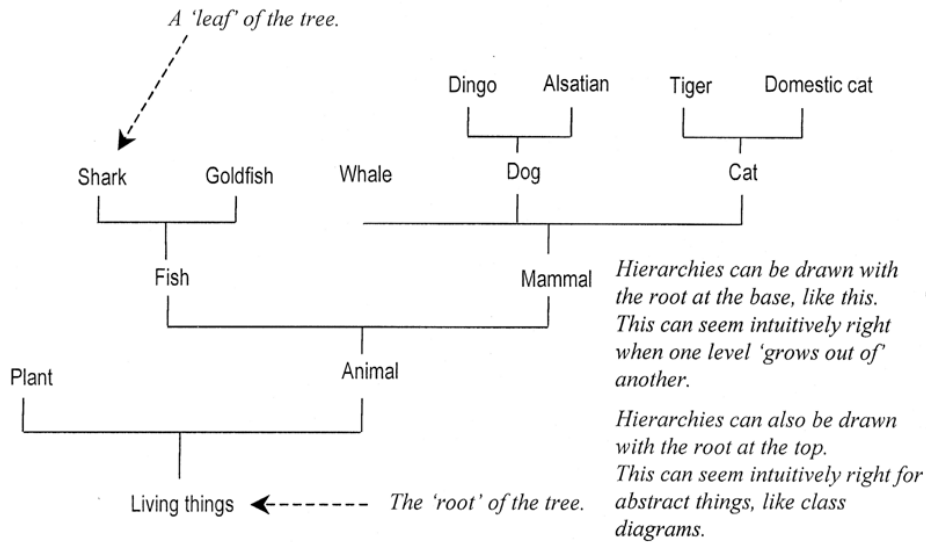 A ‘leaf’ of the tree.
Dingo Alsatian Tiger Domestic cat
Shark Goldfish Whale Dog Cat
Fish Mammal
Hierarchies can be drawn with
the root at the base, like this.
This can seem intuitively right
when one level ‘grows out of’
another.
Plant Animal
Hierarchies can also be drawn
with the root at the top.
This can seem intuitively right for
abstract things, like class
diagrams.
Living things The ‘root’ of the tree.